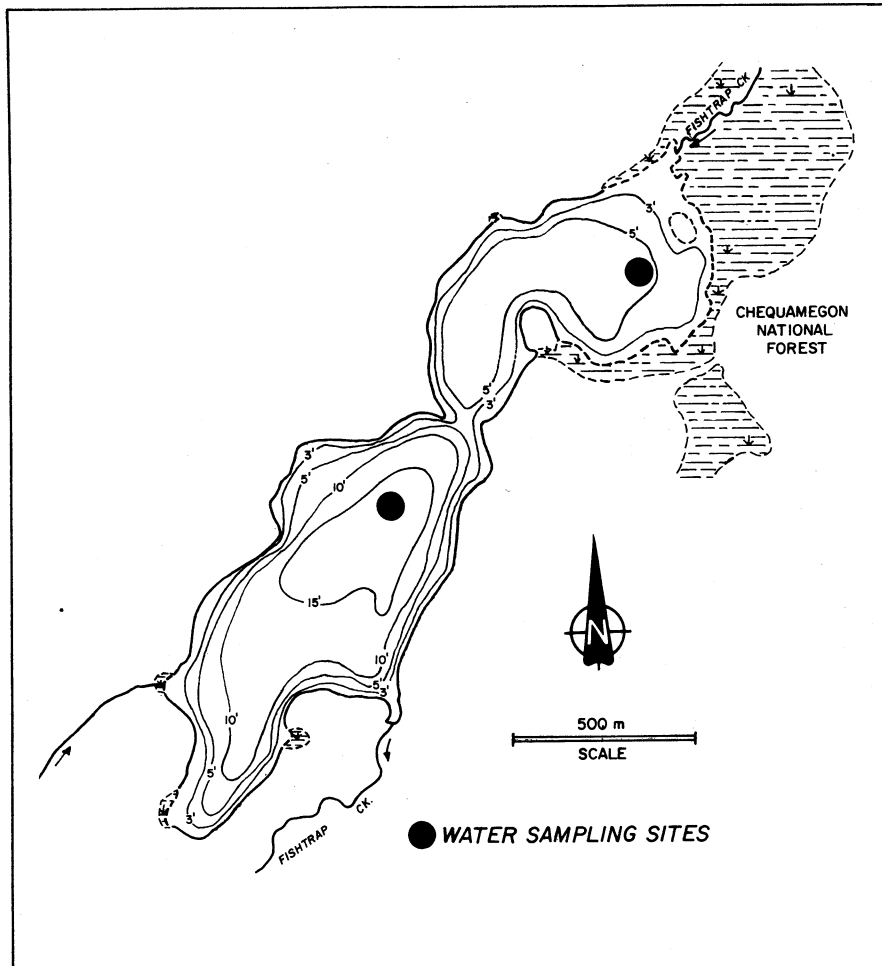 FISHTRAP CK
3'
5'
CHEQUAMEGON
NATIONAL
FOREST
5'
3'
3'
5'
10'
15'
N
10'
5'
3'
10'
5'
3'
500 m
SCALE
FISHTRAP CK.
WATER SAMPLING SITES